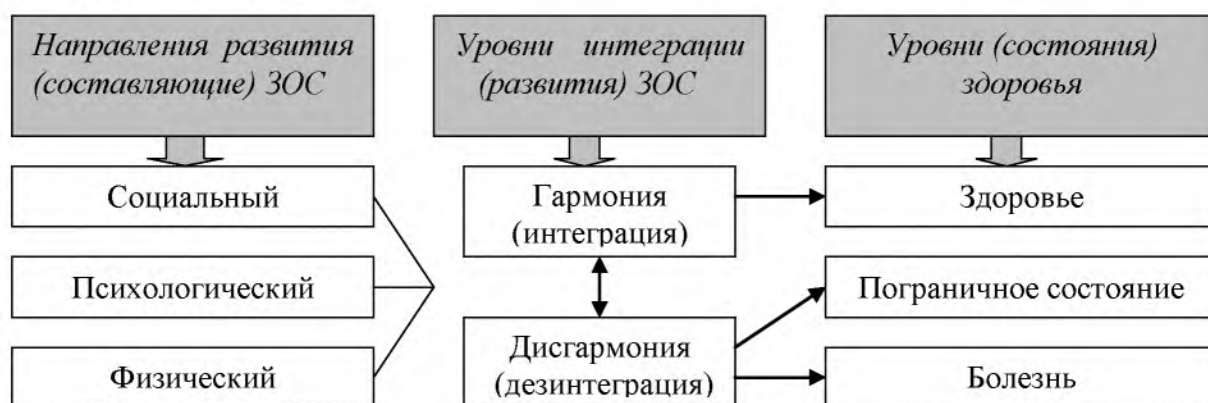 Направления развития
(составляющие) ЗОС
Уровни интеграции
(развития) ЗОС
Уровни (состояния)
здоровья
Социальный
Психологический
Физический
Гармония
(интеграция)
Дисгармония
(дезинтеграция)
Здоровье
Пограничное состояние
Болезнь